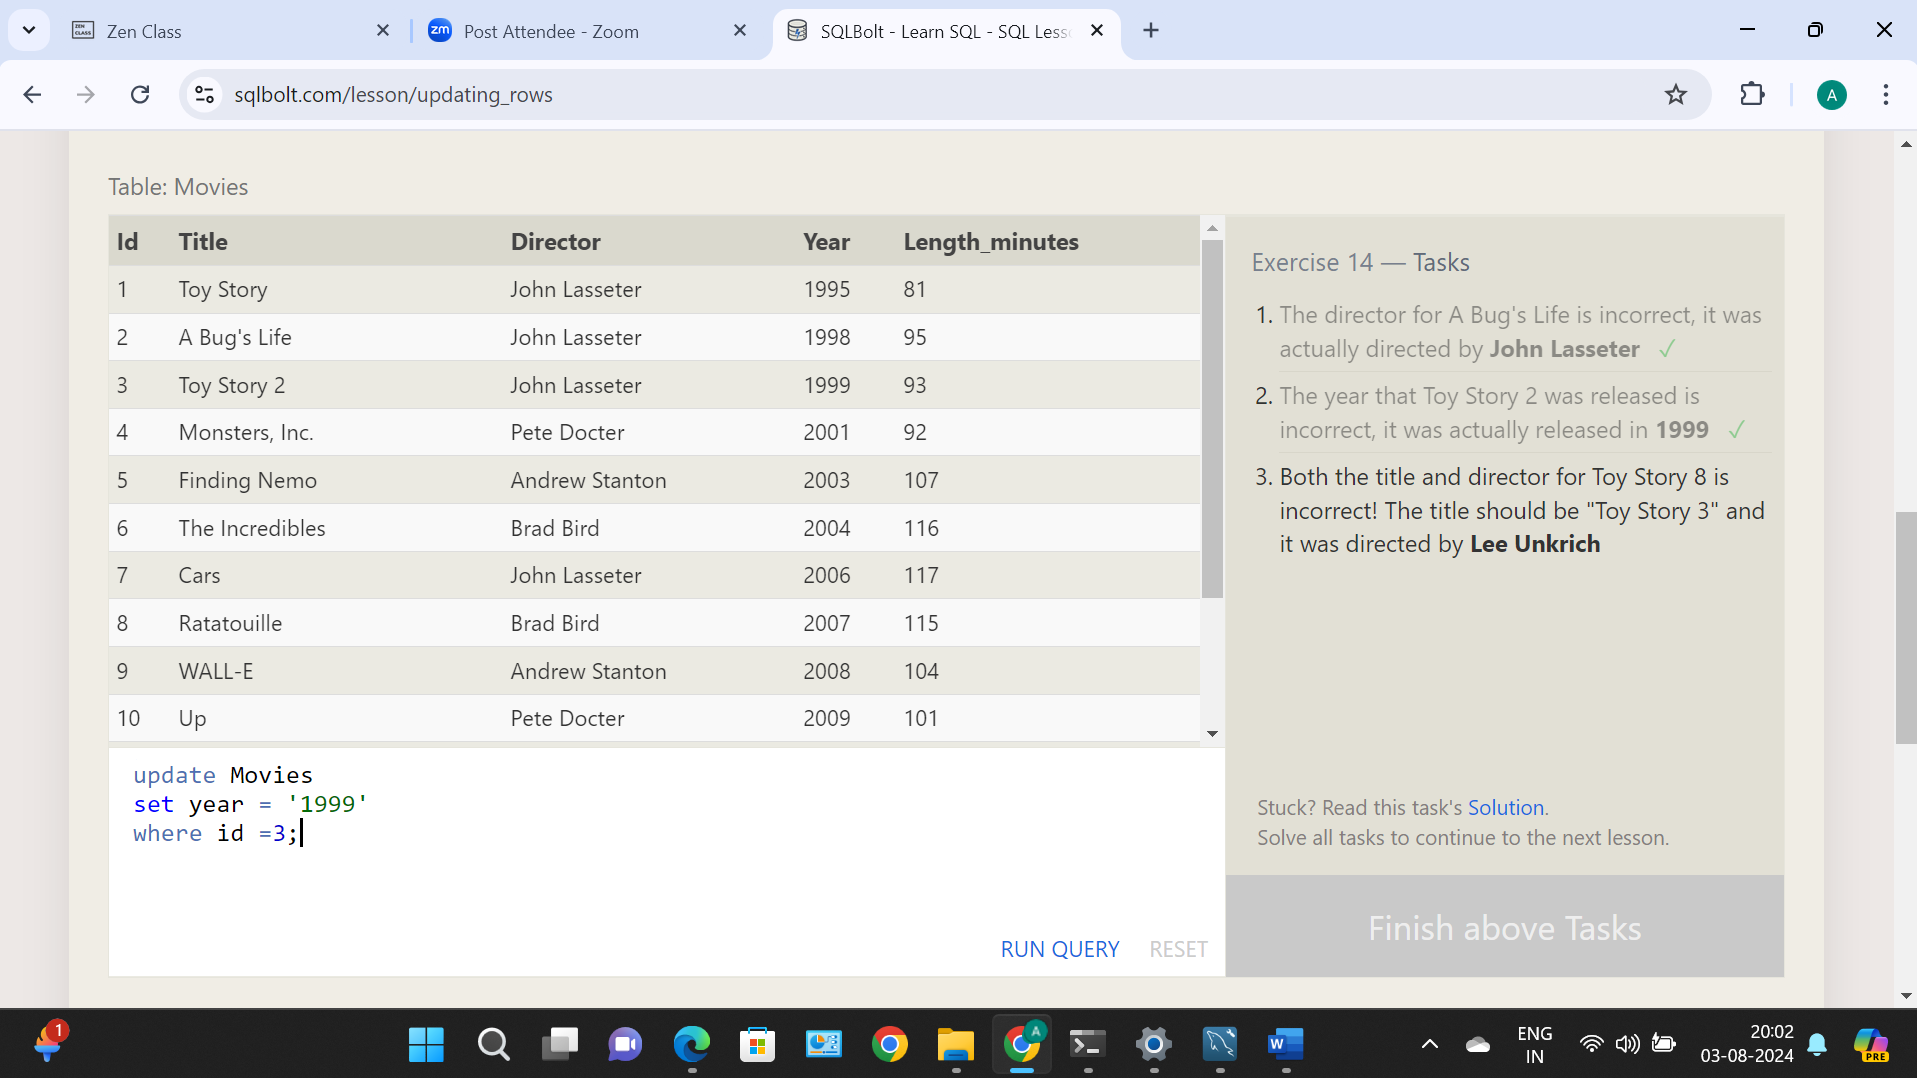 Zen Class
zm Post Attendee - Zoom
SQLBolt - Learn SQL - SQL Less
sqlbolt.com/lesson/updating_rows
A
Table: Movies
Id Title Director Year Length_minutes
1 Toy Story John Lasseter 1995 81
2 A Bug's Life John Lasseter 1998 95
3 Toy Story 2 John Lasseter 1999 93
4 Monsters, Inc. Pete Docter 2001 92
5 Finding Nemo Andrew Stanton 2003 107
6 The Incredibles Brad Bird 2004 116
7 Cars John Lasseter 2006 117
8 Ratatouille Brad Bird 2007 115
9 WALL-E Andrew Stanton 2008 104
10 Up Pete Docter 2009 101
update Movies
set year = '1999'
where id =3;
RUN QUERY RESET
Exercise 14 — Tasks
1. The director for A Bug's Life is incorrect, it was
actually directed by John Lasseter ✓
2. The year that Toy Story 2 was released is
incorrect, it was actually released in 1999 ✓
3. Both the title and director for Toy Story 8 is
incorrect! The title should be "Toy Story 3" and
it was directed by Lee Unkrich
Stuck? Read this task's Solution.
Solve all tasks to continue to the next lesson.
Finish above Tasks
1
A
W
ENG
IN
20:02
03-08-2024
PRE